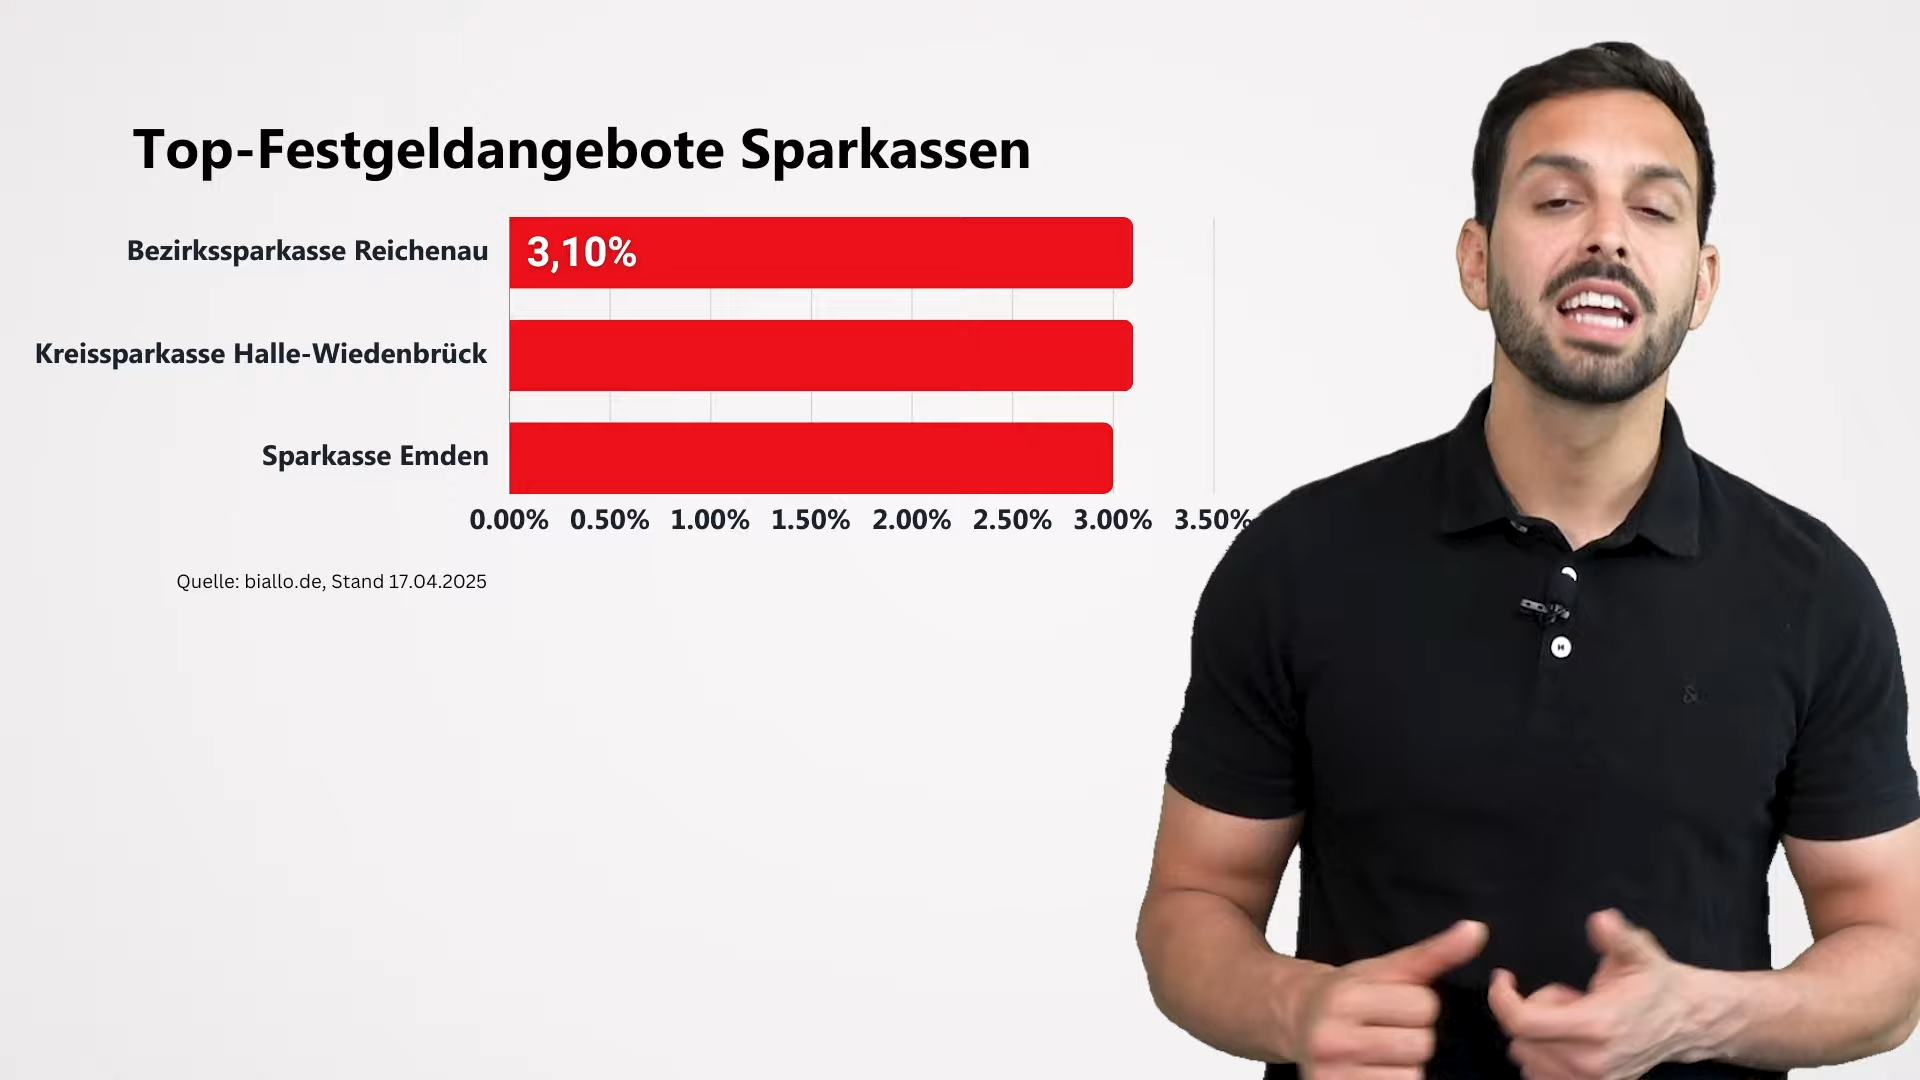 Top-Festgeldangebote Sparkassen
Bezirkssparkasse Reichenau
3,10%
Kreissparkasse Halle-Wiedenbrück
Sparkasse Emden
0.00% 0.50% 1.00% 1.50% 2.00% 2.50% 3.00% 3.50%
Quelle: biallo.de, Stand 17.04.2025